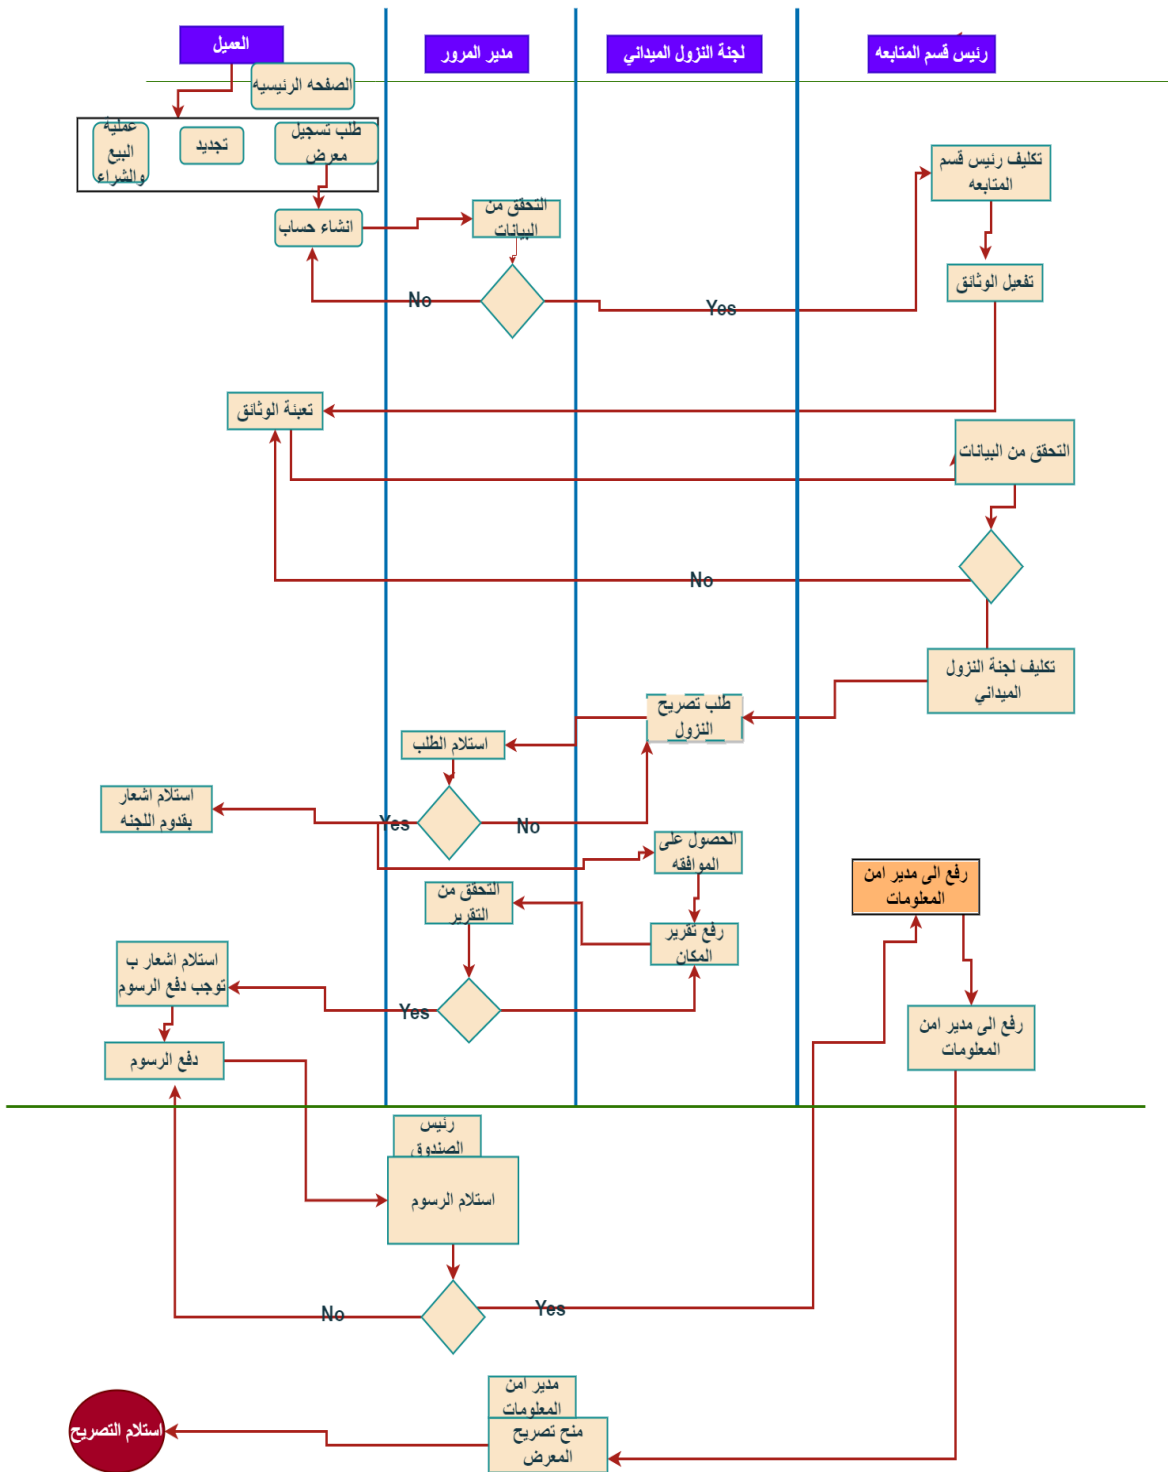 العميل
مدير المرور
لجنة النزول الميداني
رئيس قسم المتابعه
الصفحه الرئيسيه
طلب تسجيل
معرض
تجديد
عملية
البيع
والشراء
انشاء حساب
التحقق من
البيانات
تكليف رئيس قسم
المتابعه
تفعيل الوثائق
No
Yes
تعبئة الوثائق
التحقق من البيانات
No
تكليف لجنة النزول
الميداني
طلب تصريح
النزول
استلام الطلب
استلام اشعار
بقدوم اللجنه
Yes
No
الحصول على
الموافقه
رفع الى مدير امن
المعلومات
التحقق من
التقرير
رفع تقرير
المكان
استلام اشعار ب
توجب دفع الرسوم
Yes
رفع الى مدير امن
المعلومات
دفع الرسوم
رئيس
الصندوق
استلام الرسوم
No
Yes
مدير امن
المعلومات
منح تصريح
المعرض
استلام التصريح